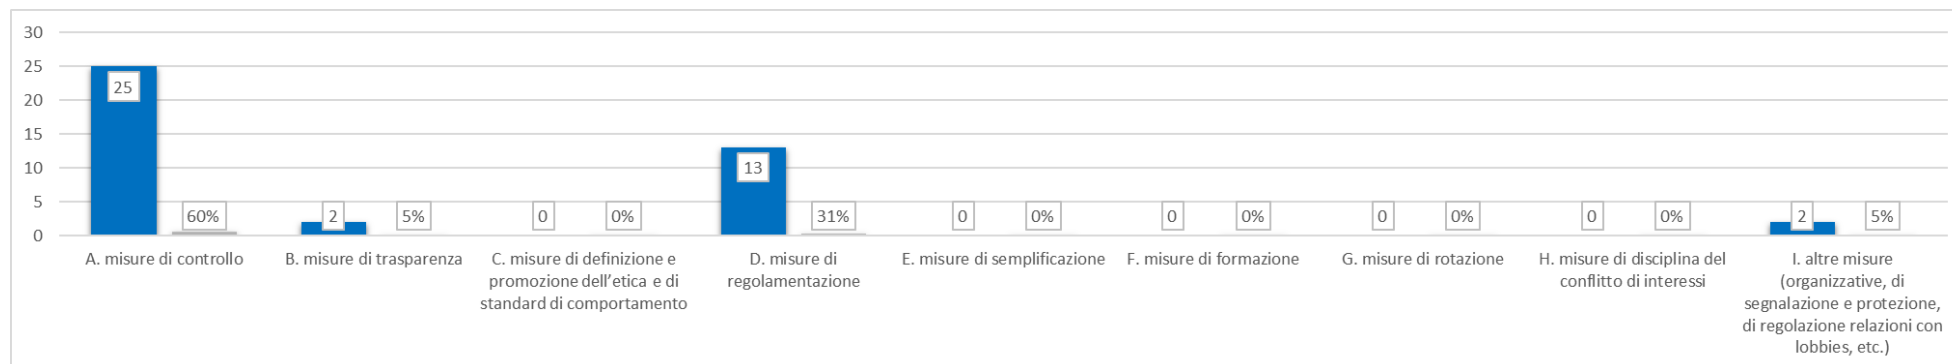 30
25
20
15
10
5
0
25
60%
2
5%
0
0%
13
31%
0
0%
0
0%
0
0%
0
0%
2
5%
A. misure di controllo
B. misure di trasparenza
C. misure di definizione e
promozione dell’etica e di
standard di comportamento
D. misure di
regolamentazione
E. misure di semplificazione
F. misure di formazione
G. misure di rotazione
H. misure di disciplina del
conflitto di interessi
I. altre misure
(organizzative, di
segnalazione e protezione,
di regolazione relazioni con
lobbies, etc.)